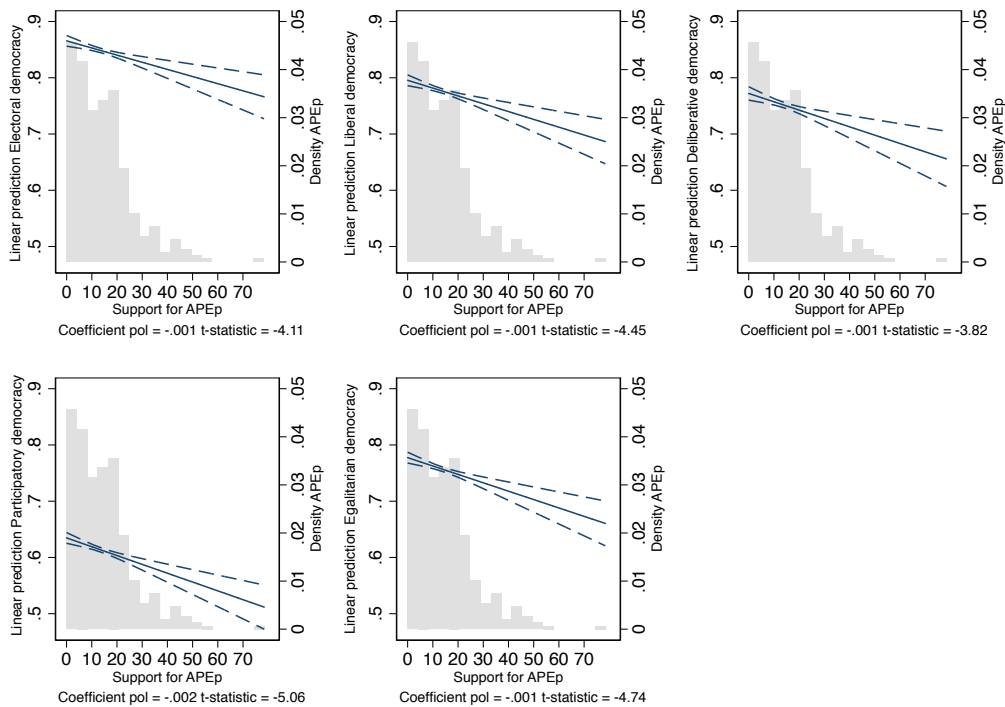 Linear prediction Electoral democracy
.5 .6 .7 .8 .9
0 .01 .02 .03 .04 .05
Density APEp
0 10 20 30 40 50 60 70
Support for APEp
Coefficient pol = -.001 t-statistic = -4.11
Linear prediction Liberal democracy
.5 .6 .7 .8 .9
0 .01 .02 .03 .04 .05
Density APEp
0 10 20 30 40 50 60 70
Support for APEp
Coefficient pol = -.001 t-statistic = -4.45
Linear prediction Deliberative democracy
.5 .6 .7 .8 .9
0 .01 .02 .03 .04 .05
Density APEp
0 10 20 30 40 50 60 70
Support for APEp
Coefficient pol = -.001 t-statistic = -3.82
Linear prediction Participatory democracy
.5 .6 .7 .8 .9
0 .01 .02 .03 .04 .05
Density APEp
0 10 20 30 40 50 60 70
Support for APEp
Coefficient pol = -.002 t-statistic = -5.06
Linear prediction Egalitarian democracy
.5 .6 .7 .8 .9
0 .01 .02 .03 .04 .05
Density APEp
0 10 20 30 40 50 60 70
Support for APEp
Coefficient pol = -.001 t-statistic = -4.74